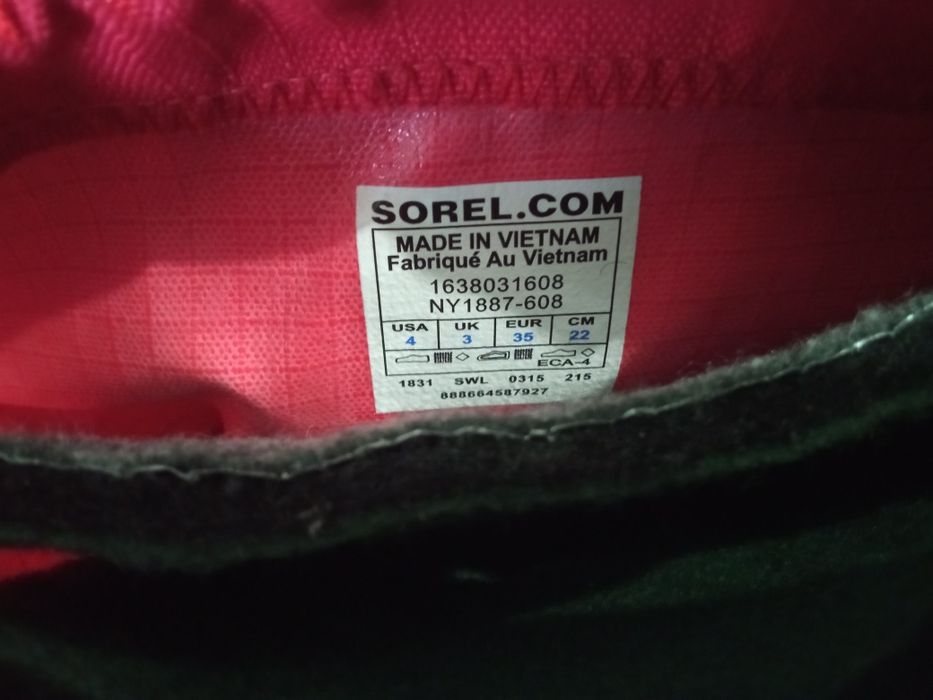 SOREL.COM
MADE IN VIETNAM
Fabriqué Au Vietnam
1638031608
NY1887-608
USA UK EUR CM
4 3 35 22
ECA-4
1831 SWL 0315 215
888664587927